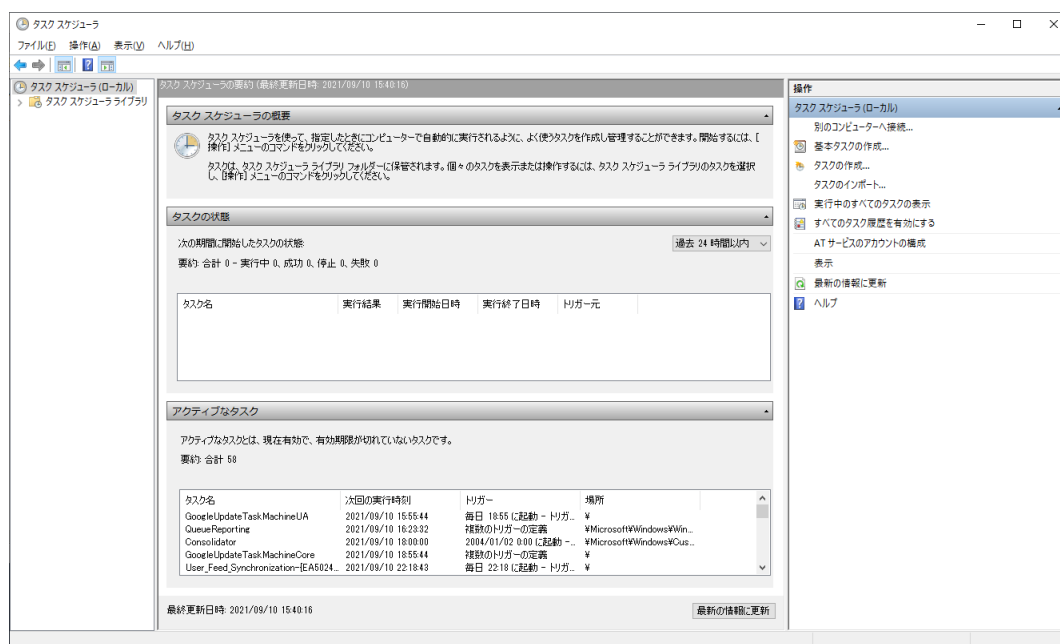 タスク スケジューラ
ファイル(F) 操作(A) 表示(V) ヘルプ(H)
タスク スケジューラ (ローカル)
タスク スケジューラ ライブラリ
タスク スケジューラの要約 (最終更新日時: 2021/09/10 15:40:16)
タスク スケジューラの概要
タスク スケジューラを使って、指定したときにコンピューターで自動的に実行されるように、よく使うタスクを作成し管理することができます。開始するには、[
操作] メニューのコマンドをクリックしてください。
タスクは、タスク スケジューラ ライブラリ フォルダーに保管されます。個々のタスクを表示または操作するには、タスク スケジューラ ライブラリのタスクを選択
し、[操作] メニューのコマンドをクリックしてください。
タスクの状態
次の期間に開始したタスクの状態:
過去 24 時間以内
要約: 合計 0 - 実行中 0、成功 0、停止 0、失敗 0
タスク名 実行結果 実行開始日時 実行終了日時 トリガー元
アクティブなタスク
アクティブなタスクとは、現在有効で、有効期限が切れていないタスクです。
要約: 合計 58
タスク名 次回の実行時刻 トリガー 場所
GoogleUpdateTaskMachineUA 2021/09/10 15:55:44 毎日 18:55 に起動 - トリガ... ¥
QueueReporting 2021/09/10 16:23:32 複数のトリガーの定義 ¥Microsoft¥Windows¥Win...
Consolidator 2021/09/10 18:00:00 2004/01/02 0:00 に起動 -... ¥Microsoft¥Windows¥Cus...
GoogleUpdateTaskMachineCore 2021/09/10 18:55:44 複数のトリガーの定義 ¥
User_Feed_Synchronization-{EA5024... 2021/09/10 22:18:43 毎日 22:18 に起動 - トリガ... ¥
最終更新日時: 2021/09/10 15:40:16
最新の情報に更新
操作
タスク スケジューラ (ローカル)
別のコンピューターへ接続...
基本タスクの作成...
タスクの作成...
タスクのインポート...
実行中のすべてのタスクの表示
すべてのタスク履歴を有効にする
AT サービスのアカウントの構成
表示
最新の情報に更新
ヘルプ